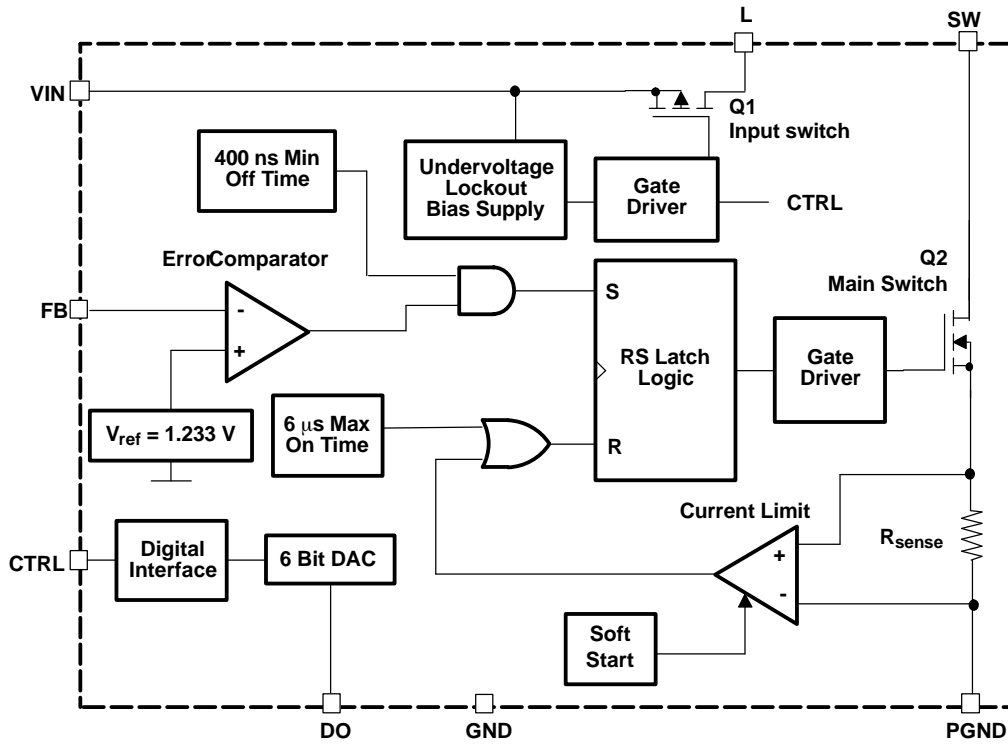 L
SW
VIN
Q1
Input switch
400 ns Min
Off Time
Undervoltage
Lockout
Bias Supply
Gate
Driver
CTRL
ErrorComparator
Q2
Main Switch
FB
-
+
S
RS Latch
Logic
Gate
Driver
Vref = 1.233 V
6 μs Max
On Time
R
Current Limit
Rsense
CTRL
Digital
Interface
6 Bit DAC
+
-
Soft
Start
DO
GND
PGND